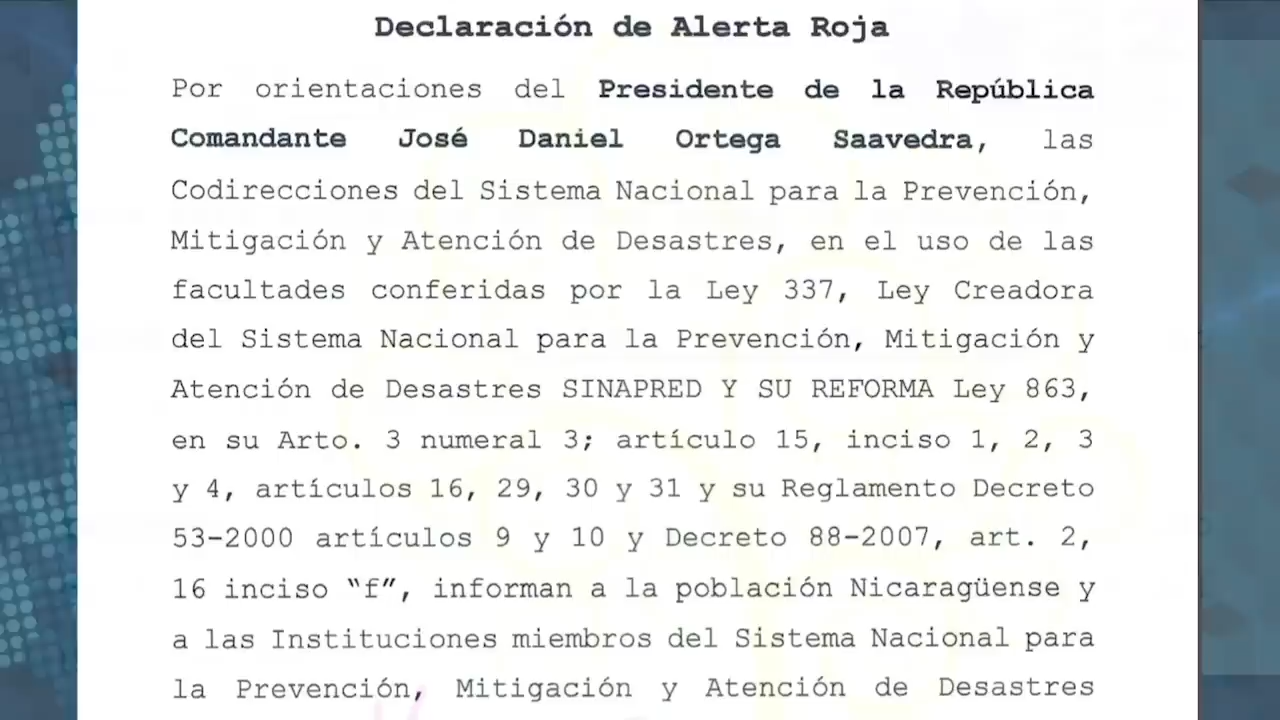 Declaración de Alerta Roja
Por orientaciones del Presidente de la República
Comandante José Daniel Ortega Saavedra, las
Codirecciones del Sistema Nacional para la Prevención,
Mitigación y Atención de Desastres, en el uso de las
facultades conferidas por la Ley 337, Ley Creadora
del Sistema Nacional para la Prevención, Mitigación y
Atención de Desastres SINAPRED Y SU REFORMA Ley 863,
en su Arto. 3 numeral 3; artículo 15, inciso 1, 2, 3
y 4, artículos 16, 29, 30 y 31 y su Reglamento Decreto
53-2000 artículos 9 y 10 y Decreto 88-2007, art. 2,
16 inciso "f", informan a la población Nicaragüense y
a las Instituciones miembros del Sistema Nacional para
la Prevención, Mitigación y Atención de Desastres